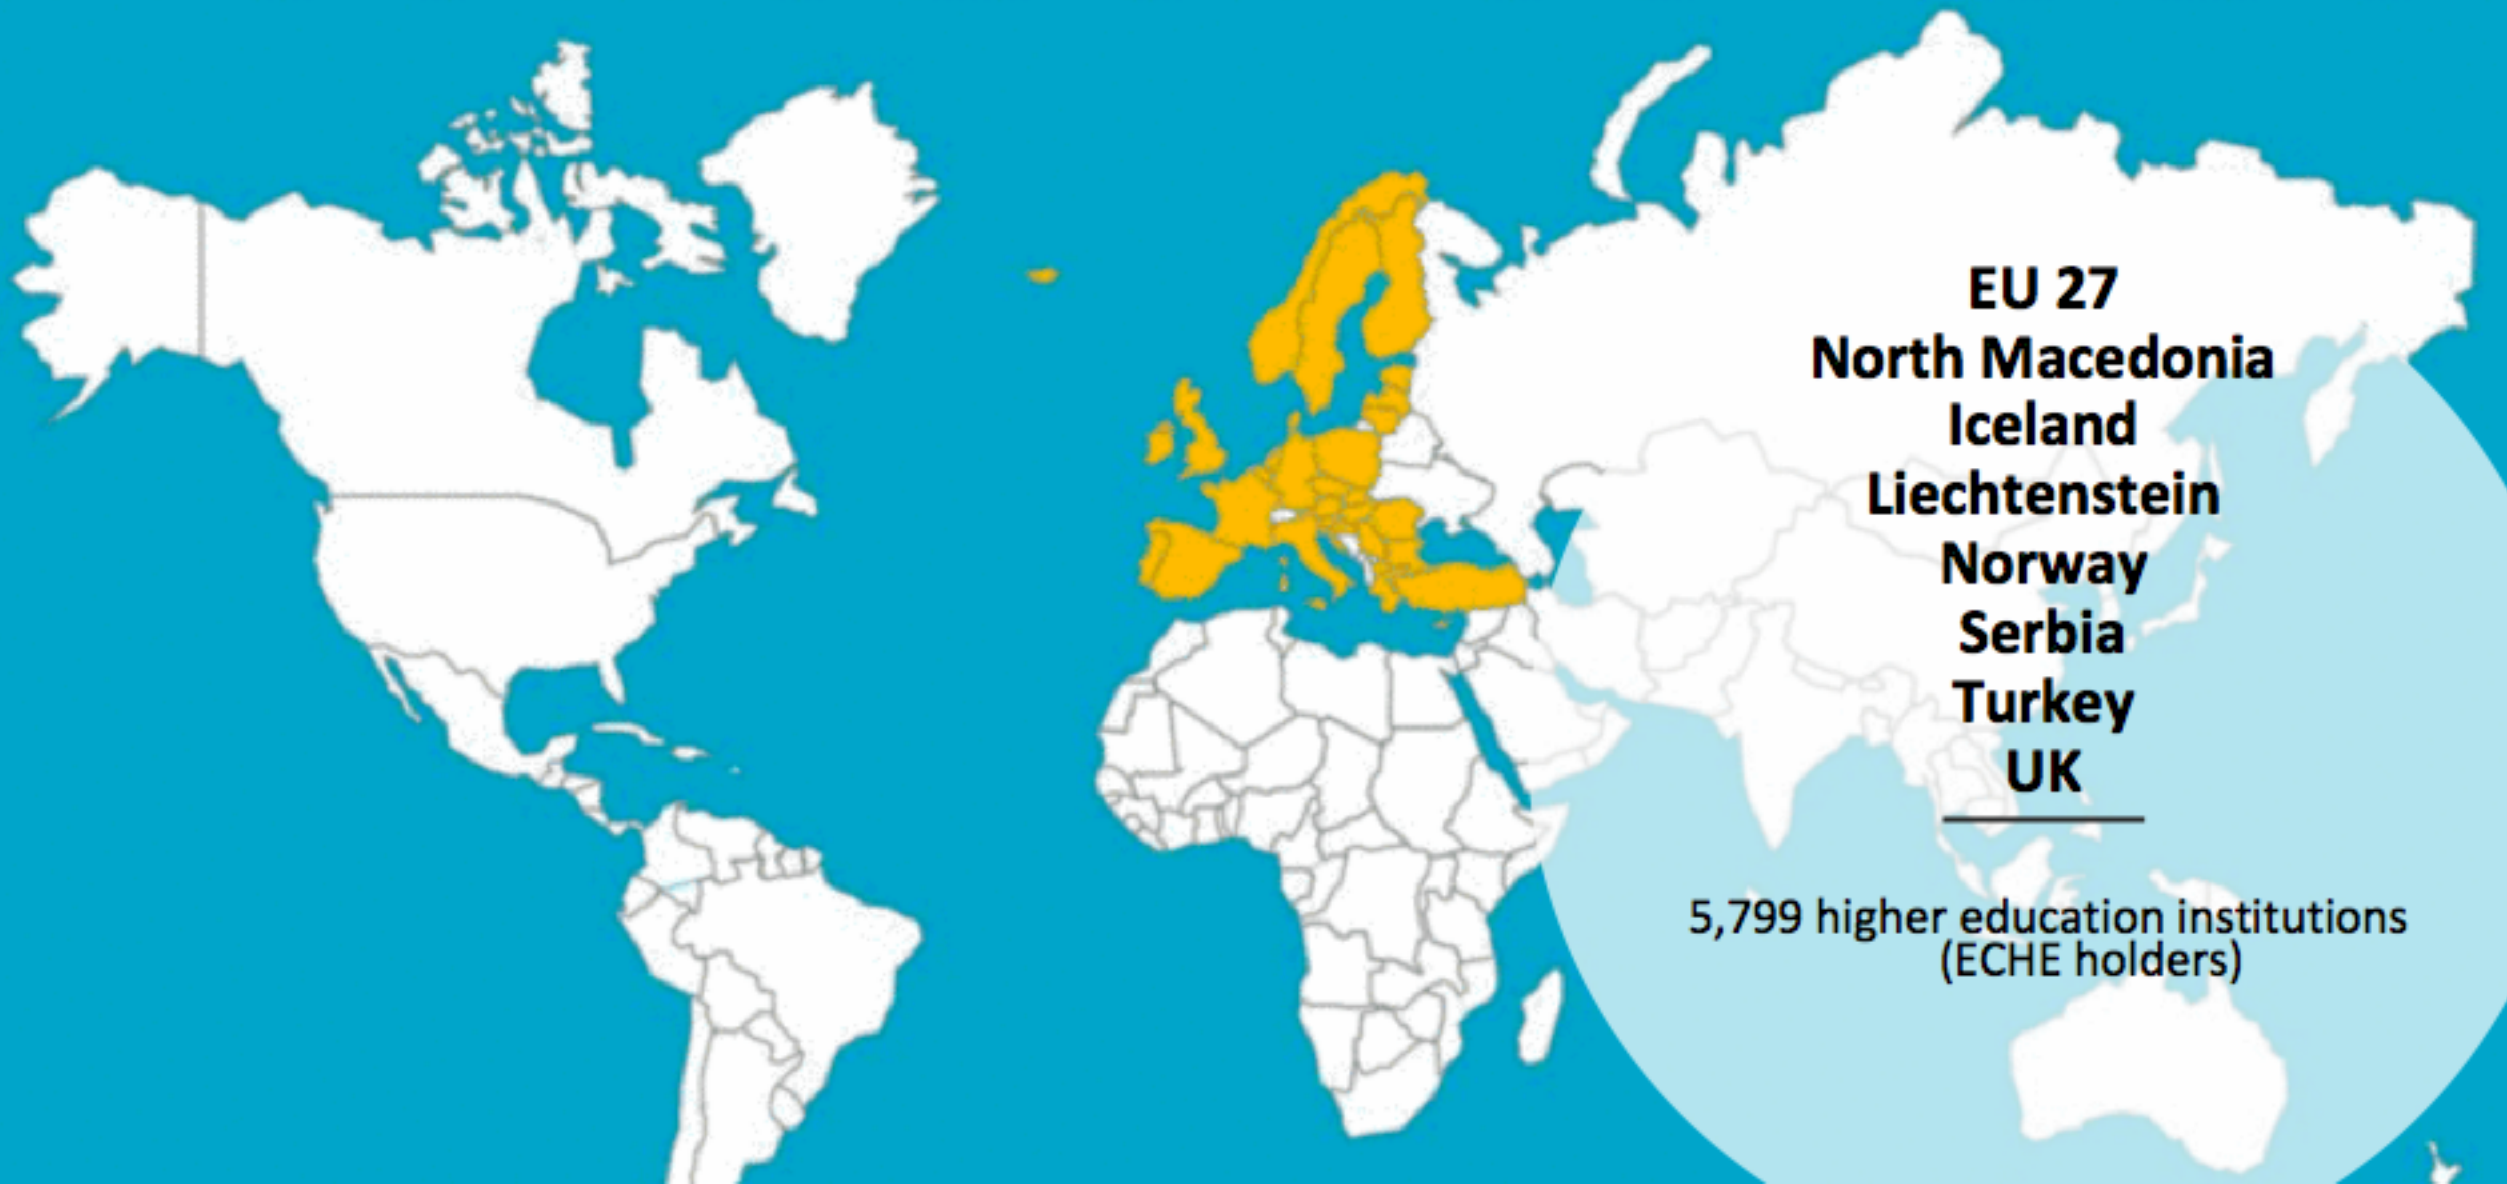 EU 27
North Macedonia
Iceland
Liechtenstein
Norway
Serbia
Turkey
UK
5,799 higher education institutions
(ECHE holders)